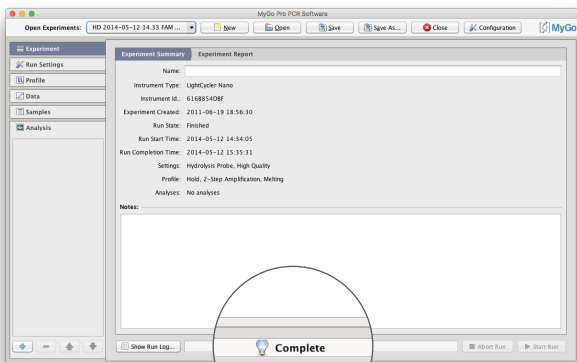 MyGo Pro PCR Software
Open Experiments: HD 2014-05-12 14.33 FAM ... New Open Save Save As... Close Configuration MyGo
Experiment
Run Settings
Profile
Data
Samples
Analysis
Experiment Summary Experiment Report
Name:
Instrument Type: LightCycler Nano
Instrument Id.: 6168854DBF
Experiment Created: 2011-06-19 18:56:30
Run State: Finished
Run Start Time: 2014-05-12 14:34:05
Run Completion Time: 2014-05-12 15:35:31
Settings: Hydrolysis Probe, High Quality
Profile: Hold, 2-Step Amplification, Melting
Analyses: No analyses
Notes:
Show Run Log... Complete Abort Run Start Run